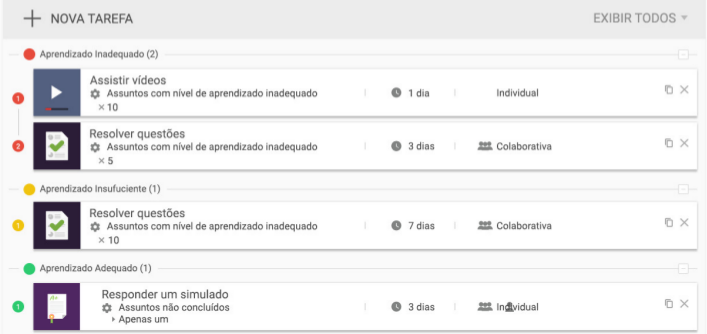 + NOVA TAREFA EXIBIR TODOS
Aprendizado Inadequado (2)
1
Assistir vídeos
Assuntos com nível de aprendizado inadequado 1 dia Individual
× 10
2
Resolver questões
Assuntos com nível de aprendizado inadequado 3 dias Colaborativa
× 5
Aprendizado Insufuciente (1)
1
Resolver questões
Assuntos com nível de aprendizado inadequado 7 dias Colaborativa
× 10
Aprendizado Adequado (1)
1
Responder um simulado
Assuntos não concluídos 3 dias Individual
Apenas um